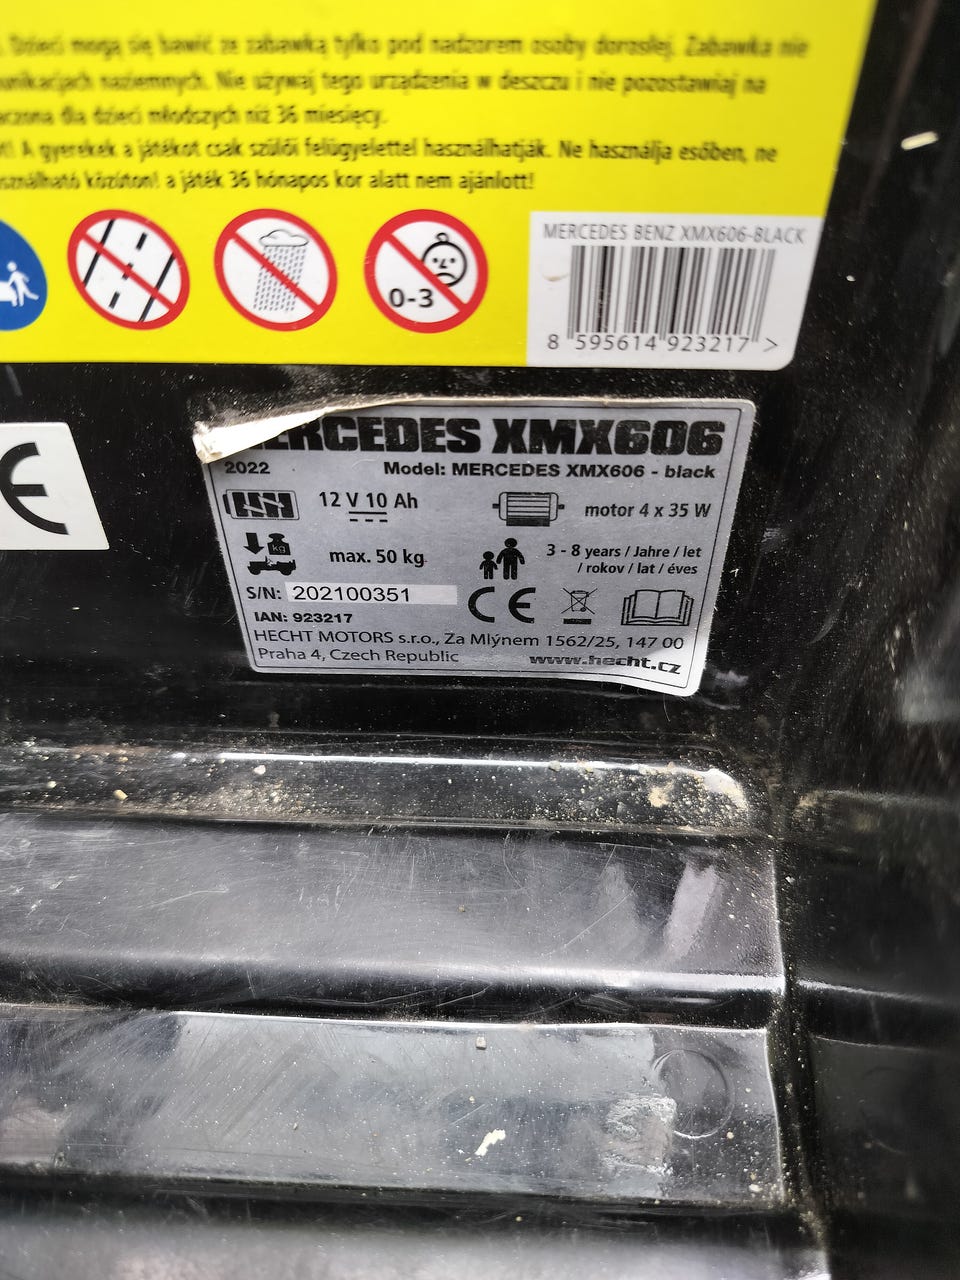 . Dzieci mogą się bawić ze zabawką tylko pod nadzorem osoby dorosłej. Zabawka nie
unikacjach naziemnych. Nie używaj tego urządzenia w deszczu i nie pozostawiaj na
aczona dla dzieci młodszych niż 36 miesięcy.
t! A gyerekek a játékot csak szülői felügyelettel használhatják. Ne használja esőben, ne
sználható közúton! a játék 36 hónapos kor alatt nem ajánlott!
0-3
MERCEDES BENZ XMX606-BLACK
8 595614 923217 >
CE
MERCEDES XMX606
2022 Model: MERCEDES XMX606 - black
12 V 10 Ah motor 4 x 35 W
kg max. 50 kg 3 - 8 years / Jahre / let
/ rokov / lat / éves
S/N: 202100351 CE
IAN: 923217
HECHT MOTORS s.r.o., Za Mlýnem 1562/25, 147 00
Praha 4, Czech Republic www.hecht.cz